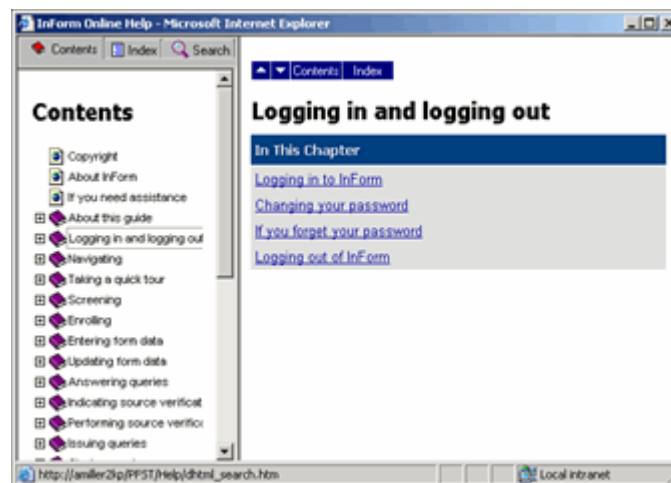 InForm Online Help - Microsoft Internet Explorer
Contents Index Search
Contents
Copyright
About InForm
If you need assistance
About this guide
Logging in and logging out
Navigating
Taking a quick tour
Screening
Enrolling
Entering form data
Updating form data
Answering queries
Indicating source verificat
Performing source verific
Issuing queries
Contents Index
Logging in and logging out
In This Chapter
Logging in to InForm
Changing your password
If you forget your password
Logging out of InForm
http://amiller2kp/PFST/Help/dhtml_search.htm
Local intranet